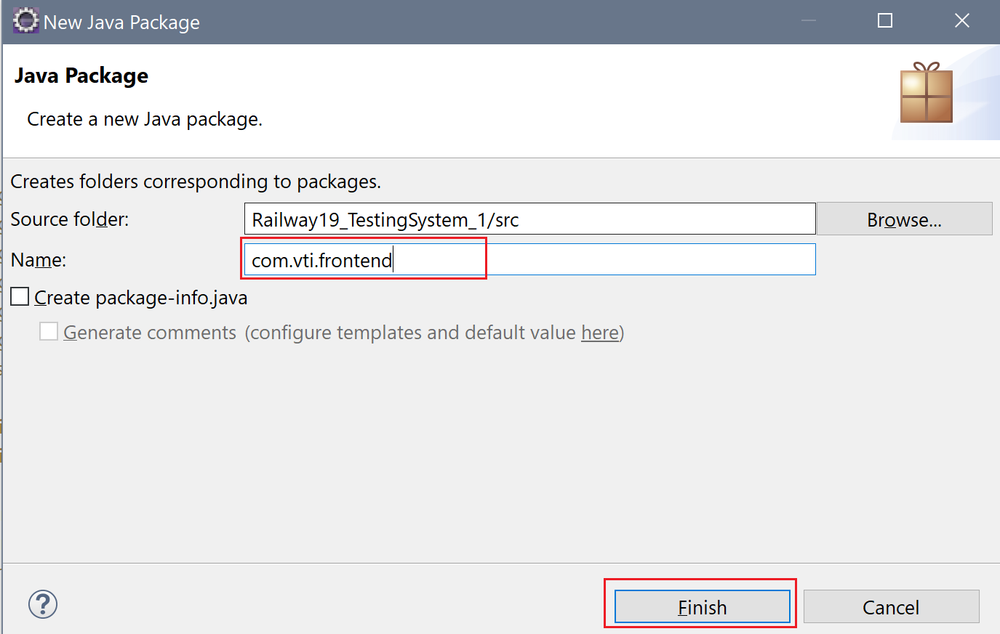 New Java Package
Java Package
Create a new Java package.
Creates folders corresponding to packages.
Source folder: Railway19_TestingSystem_1/src Browse...
Name: com.vti.frontend
Create package-info.java
Generate comments (configure templates and default value here)
? Finish Cancel